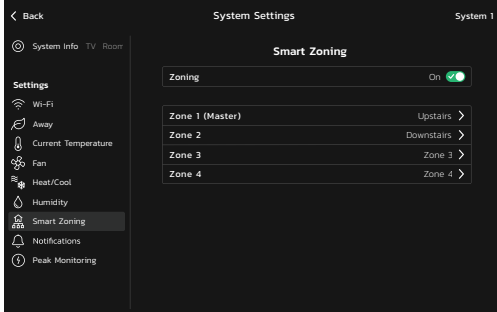 Back
System Settings
System 1
System Info TV Room
Smart Zoning
Zoning On
Settings
Wi-Fi
Away
Current Temperature
Fan
Heat/Cool
Humidity
Smart Zoning
Notifications
Peak Monitoring
Zone 1 (Master) Upstairs
Zone 2 Downstairs
Zone 3 Zone 3
Zone 4 Zone 4